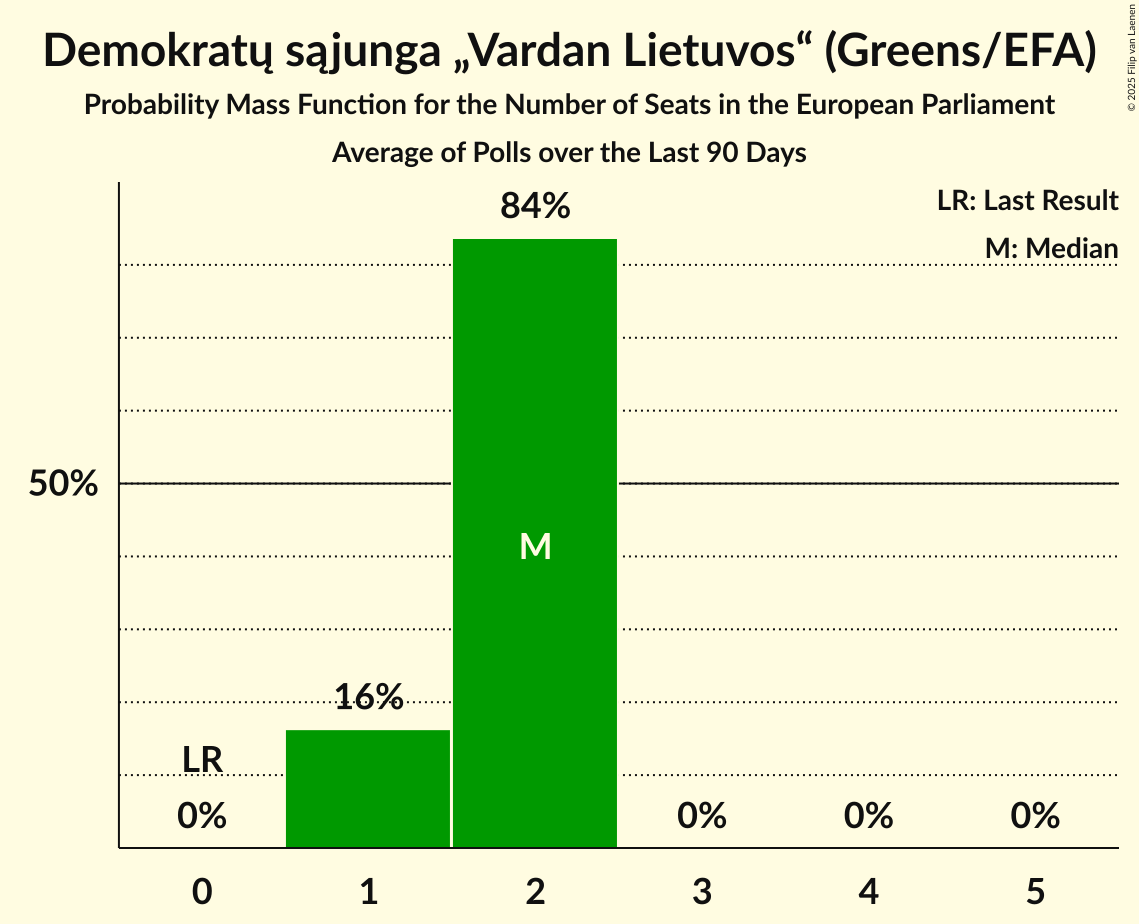 Demokratų sąjunga „Vardan Lietuvos“ (Greens/EFA)
Probability Mass Function for the Number of Seats in the European Parliament
Average of Polls over the Last 90 Days
© 2025 Filip van Laenen
LR: Last Result
M: Median
84%
50%
M
16%
LR
0%
0%
0%
0%
0
1
2
3
4
5